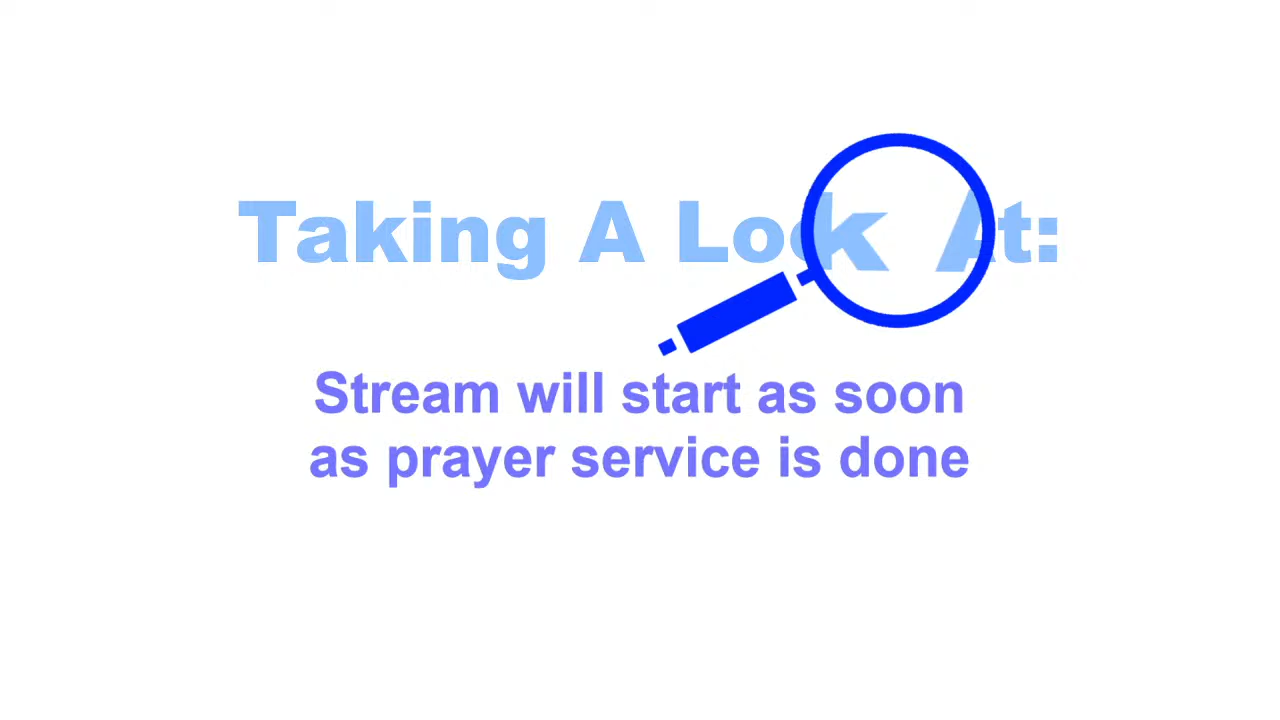 Taking A Look At:
Stream will start as soon
as prayer service is done